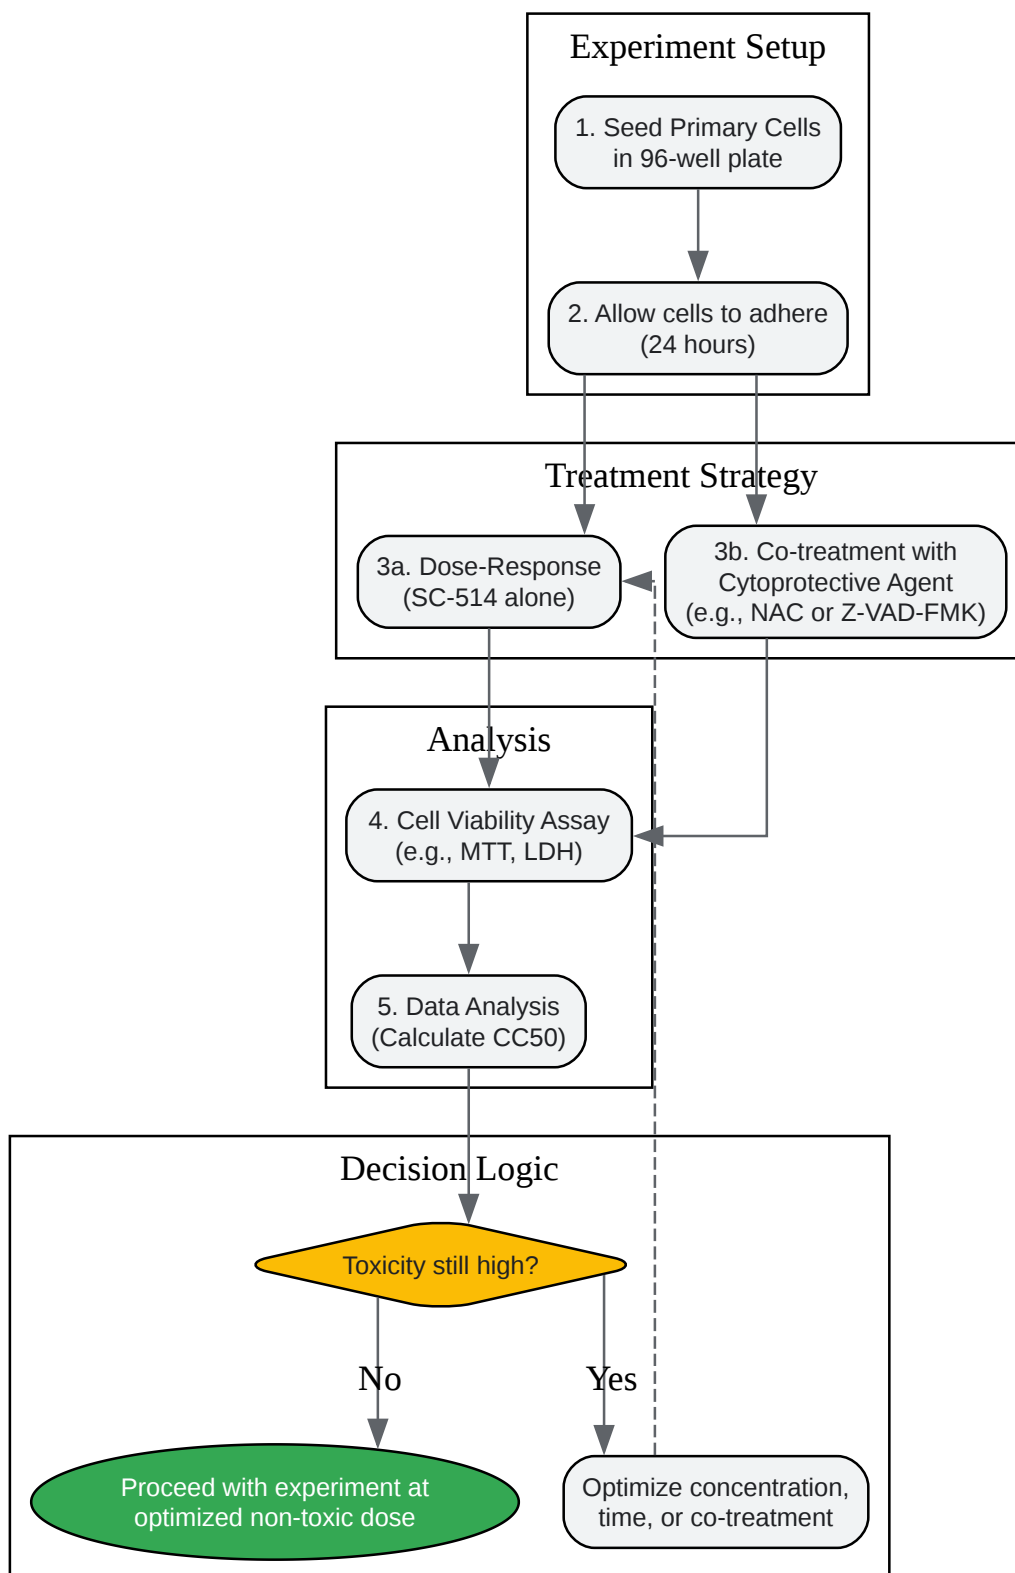 Experiment Setup
1. Seed Primary Cells
in 96-well plate
2. Allow cells to adhere
(24 hours)
Treatment Strategy
3a. Dose-Response
(SC-514 alone)
3b. Co-treatment with
Cytoprotective Agent
(e.g., NAC or Z-VAD-FMK)
Analysis
4. Cell Viability Assay
(e.g., MTT, LDH)
5. Data Analysis
(Calculate CC50)
Decision Logic
Toxicity still high?
No
Yes
Proceed with experiment at
optimized non-toxic dose
Optimize concentration,
time, or co-treatment